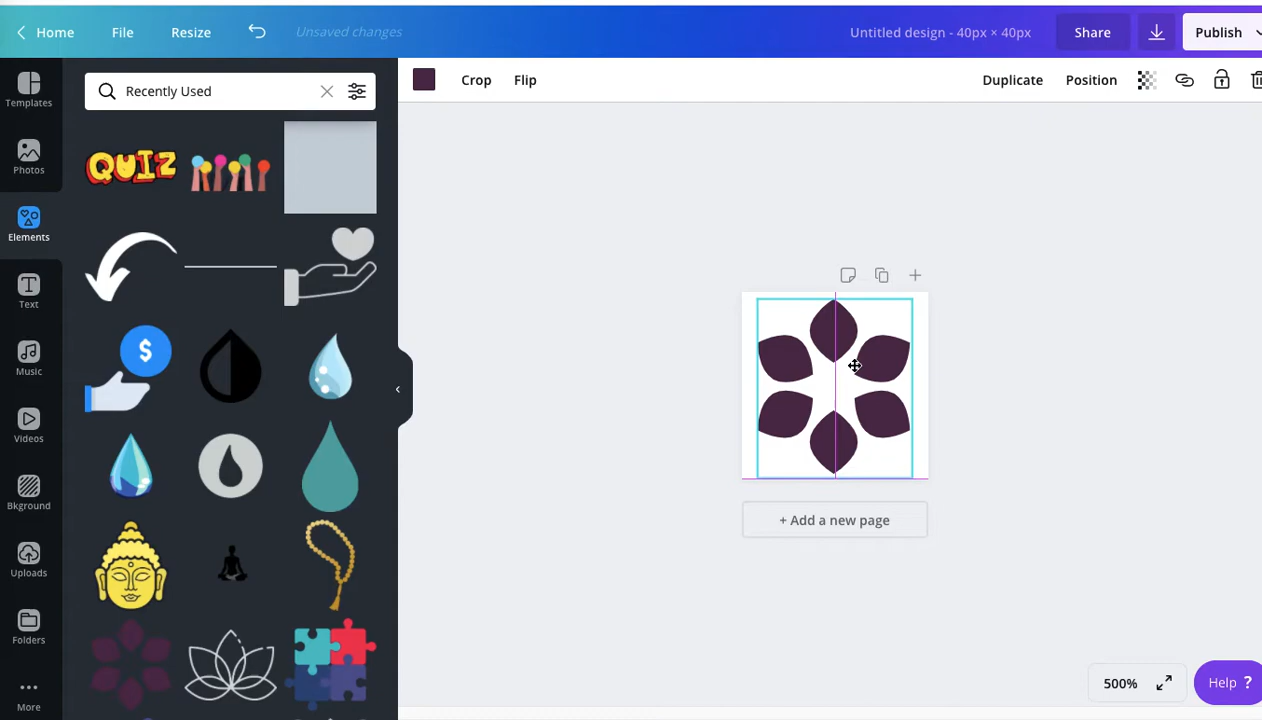 Home File Resize Unsaved changes Untitled design - 40px × 40px Share Publish
Recently Used Crop Flip Duplicate Position
Templates
Photos
Elements
Text
Music
Videos
Bkground
Uploads
Folders
More
QUIZ
$
+ Add a new page
500% Help ?